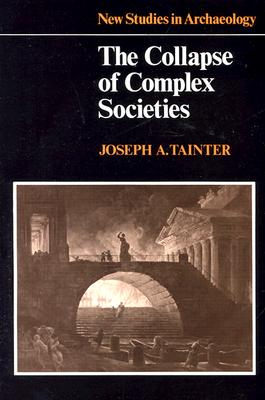 New Studies in Archaeology
The Collapse
of Complex
Societies
JOSEPH A. TAINTER